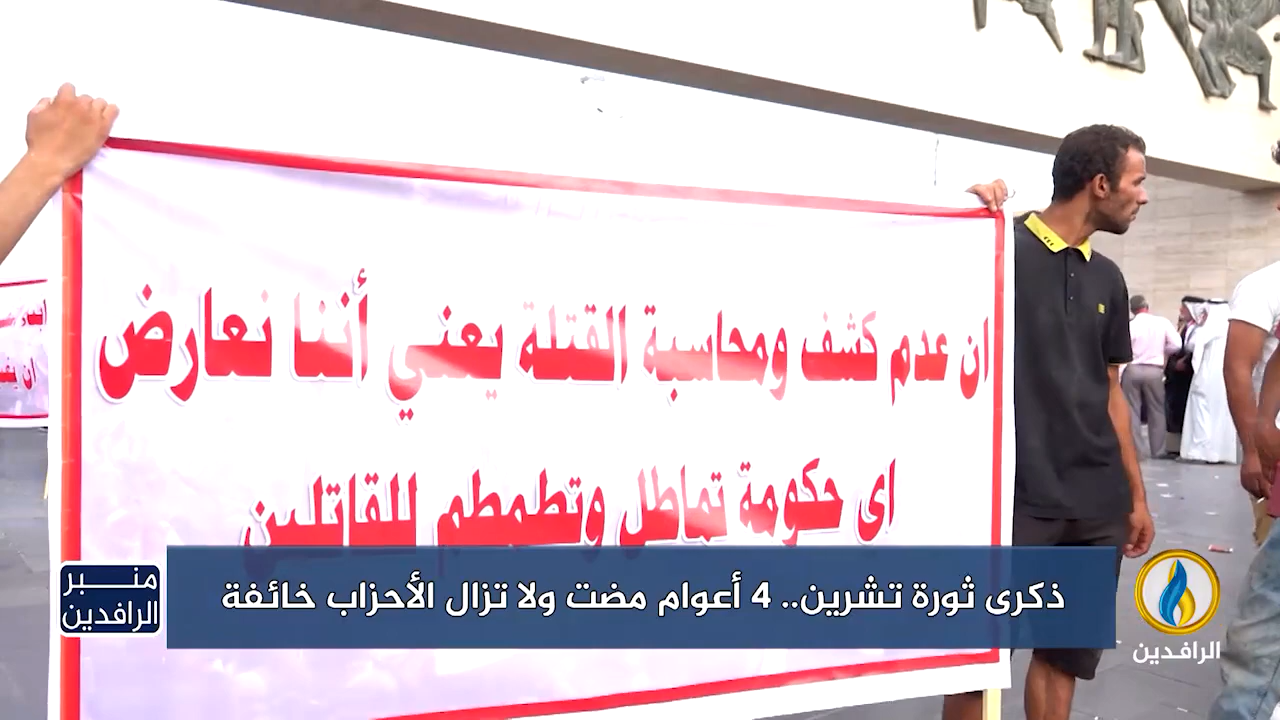 ان عدم كشف ومحاسبة القتلة يعني أننا نعارض
اى حكومة تماطل وتطمطم للقاتلين
ذكرى ثورة تشرين.. 4 أعوام مضت ولا تزال الأحزاب خائفة
منبر
الرافدين
الرافدين